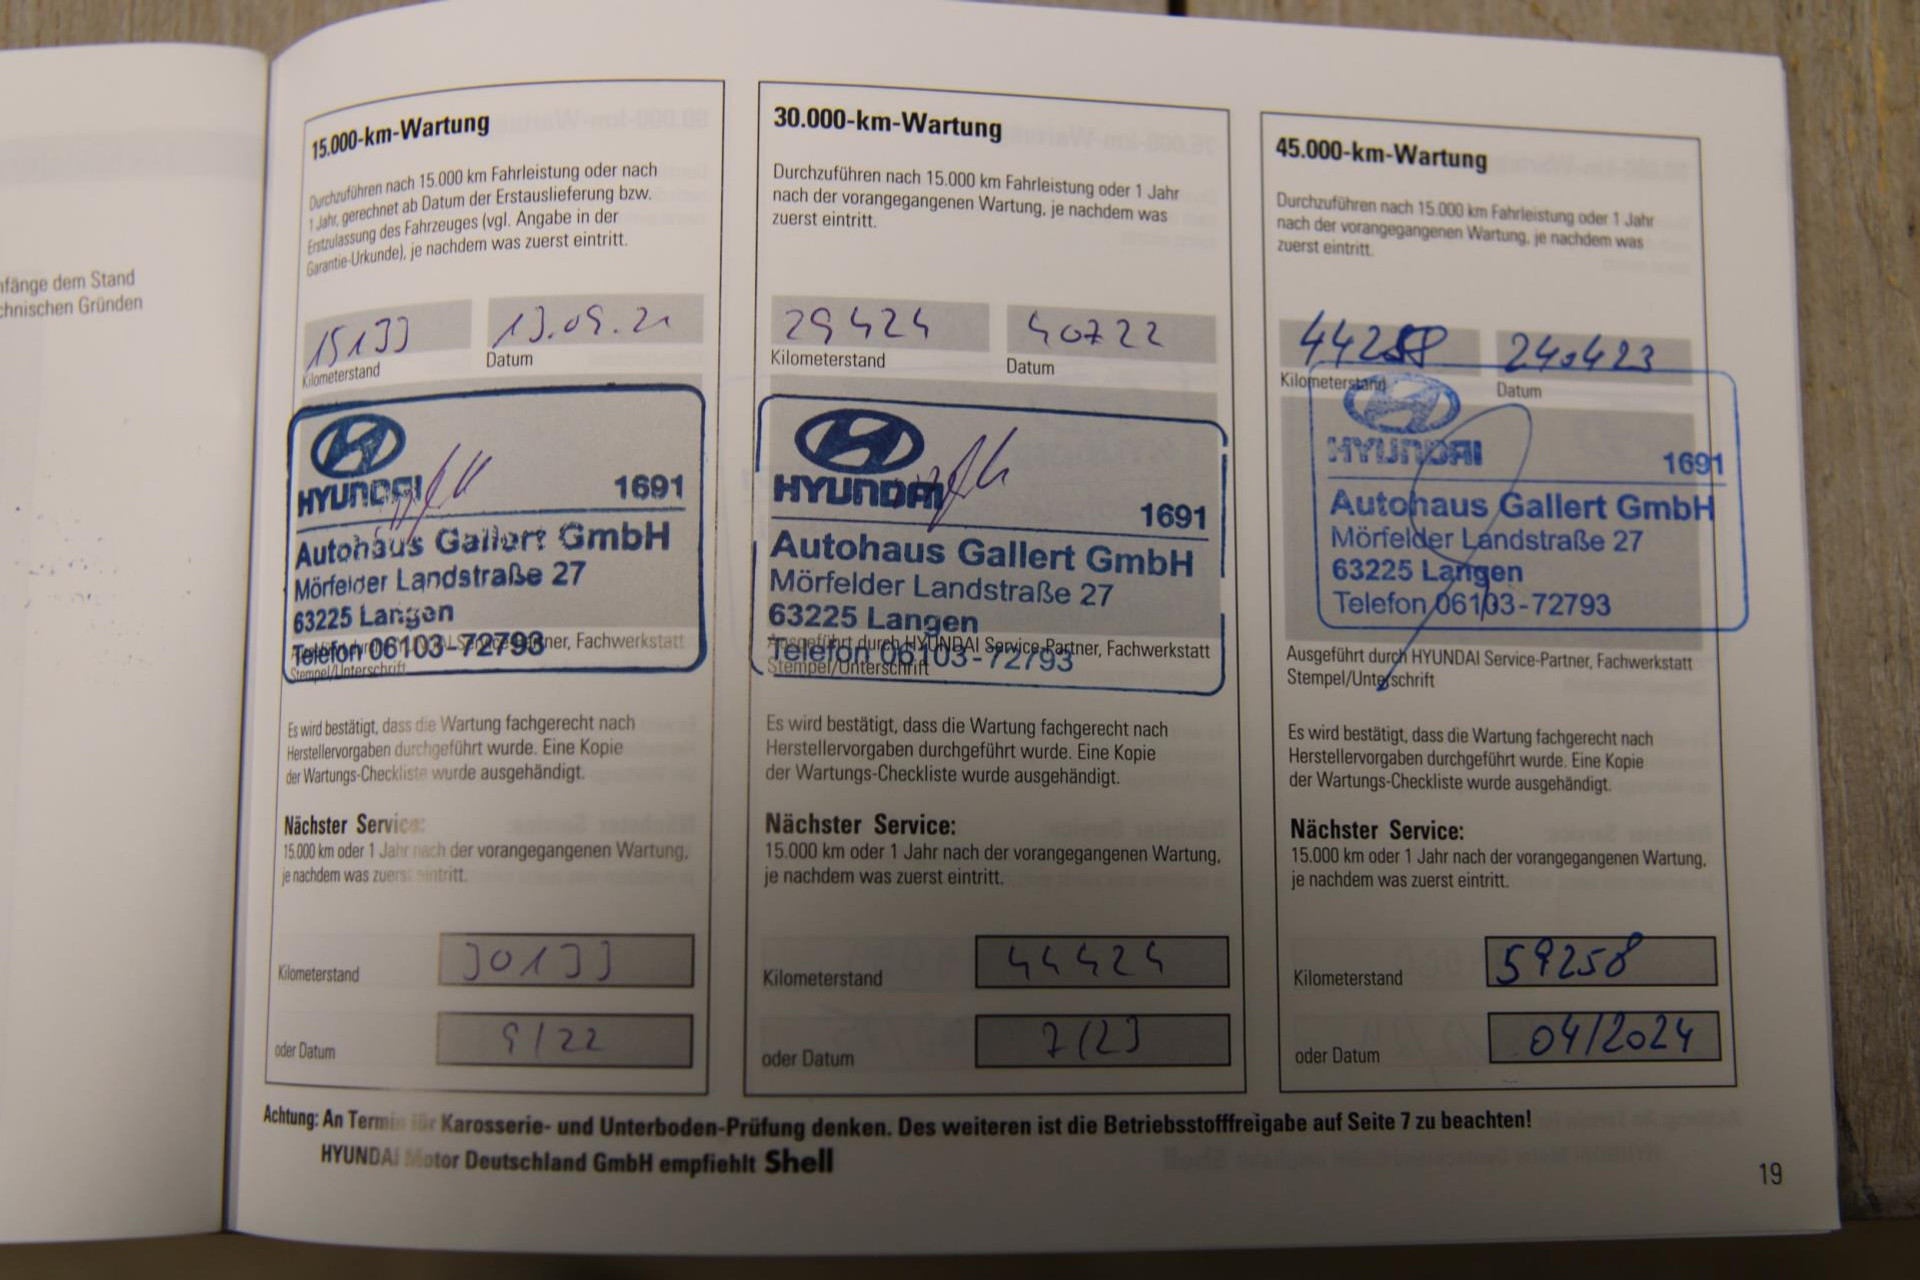 nfänge dem Stand
chnischen Gründen
15.000-km-Wartung
Durchzuführen nach 15.000 km Fahrleistung oder nach
1 Jahr, gerechnet ab Datum der Erstauslieferung bzw.
Erstzulassung des Fahrzeuges (vgl. Angabe in der
Garantie-Urkunde), je nachdem was zuerst eintritt.
15133 13.09.21
Kilometerstand Datum
HYUNDAI 1691
Autohaus Gallert GmbH
Mörfelder Landstraße 27
63225 Langen
Telefon 06103-72793
Ausgeführt durch HYUNDAI Service-Partner, Fachwerkstatt
Stempel/Unterschrift
Es wird bestätigt, dass die Wartung fachgerecht nach
Herstellervorgaben durchgeführt wurde. Eine Kopie
der Wartungs-Checkliste wurde ausgehändigt.
Nächster Service:
15.000 km oder 1 Jahr nach der vorangegangenen Wartung,
je nachdem was zuerst eintritt.
Kilometerstand 30133
oder Datum 9/22
30.000-km-Wartung
Durchzuführen nach 15.000 km Fahrleistung oder 1 Jahr
nach der vorangegangenen Wartung, je nachdem was
zuerst eintritt.
29424 40722
Kilometerstand Datum
HYUNDAI 1691
Autohaus Gallert GmbH
Mörfelder Landstraße 27
63225 Langen
Telefon 06103-72793
Ausgeführt durch HYUNDAI Service-Partner, Fachwerkstatt
Stempel/Unterschrift
Es wird bestätigt, dass die Wartung fachgerecht nach
Herstellervorgaben durchgeführt wurde. Eine Kopie
der Wartungs-Checkliste wurde ausgehändigt.
Nächster Service:
15.000 km oder 1 Jahr nach der vorangegangenen Wartung,
je nachdem was zuerst eintritt.
Kilometerstand 44424
oder Datum 7/23
45.000-km-Wartung
Durchzuführen nach 15.000 km Fahrleistung oder 1 Jahr
nach der vorangegangenen Wartung, je nachdem was
zuerst eintritt.
44258 240423
Kilometerstand Datum
HYUNDAI 1691
Autohaus Gallert GmbH
Mörfelder Landstraße 27
63225 Langen
Telefon 06103-72793
Ausgeführt durch HYUNDAI Service-Partner, Fachwerkstatt
Stempel/Unterschrift
Es wird bestätigt, dass die Wartung fachgerecht nach
Herstellervorgaben durchgeführt wurde. Eine Kopie
der Wartungs-Checkliste wurde ausgehändigt.
Nächster Service:
15.000 km oder 1 Jahr nach der vorangegangenen Wartung,
je nachdem was zuerst eintritt.
Kilometerstand 59258
oder Datum 04/2024
Achtung: An Termin für Karosserie- und Unterboden-Prüfung denken. Des weiteren ist die Betriebsstofffreigabe auf Seite 7 zu beachten!
HYUNDAI Motor Deutschland GmbH empfiehlt Shell
19